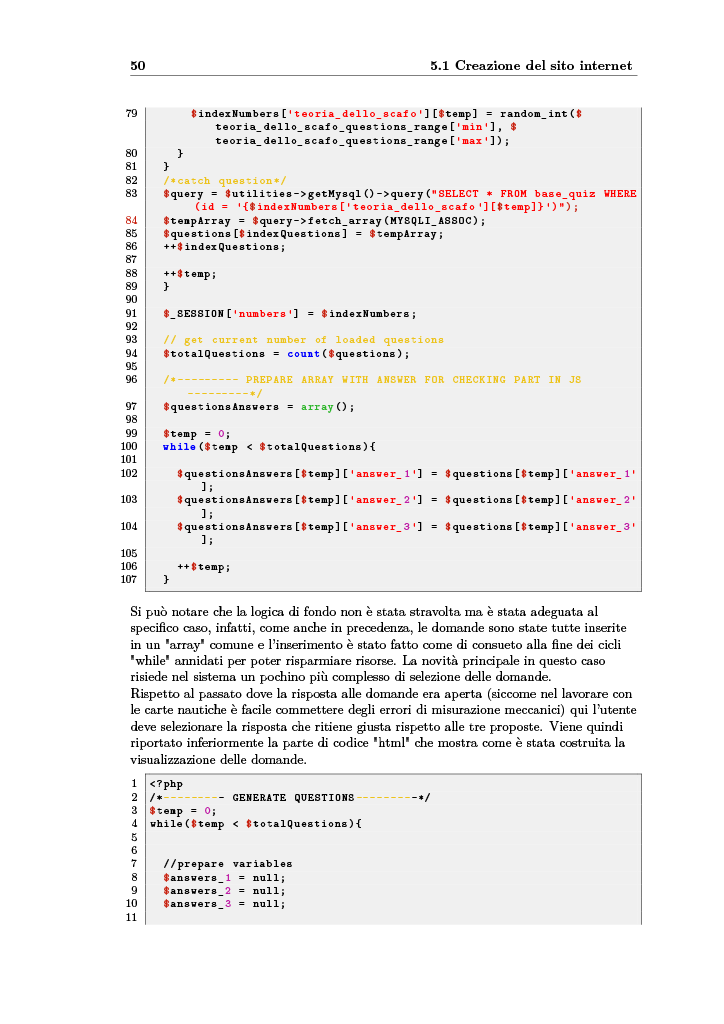 50 5.1 Creazione del sito internet
79 $indexNumbers['teoria_dello_scafo'][$temp] = random_int($
teoria_dello_scafo_questions_range['min'], $
teoria_dello_scafo_questions_range['max']);
80 }
81 }
82 /*catch question*/
83 $query = $utilities->getMysql()->query("SELECT * FROM base_quiz WHERE
(id = '{$indexNumbers['teoria_dello_scafo'][$temp]}')");
84 $tempArray = $query->fetch_array(MYSQLI_ASSOC);
85 $questions[$indexQuestions] = $tempArray;
86 ++$indexQuestions;
87
88 ++$temp;
89 }
90
91 $_SESSION['numbers'] = $indexNumbers;
92
93 // get current number of loaded questions
94 $totalQuestions = count($questions);
95
96 /*--------- PREPARE ARRAY WITH ANSWER FOR CHECKING PART IN JS
---------*/
97 $questionsAnswers = array();
98
99 $temp = 0;
100 while($temp < $totalQuestions){
101
102 $questionsAnswers[$temp]['answer_1'] = $questions[$temp]['answer_1'
];
103 $questionsAnswers[$temp]['answer_2'] = $questions[$temp]['answer_2'
];
104 $questionsAnswers[$temp]['answer_3'] = $questions[$temp]['answer_3'
];
105
106 ++$temp;
107 }
Si può notare che la logica di fondo non è stata stravolta ma è stata adeguata al
specifico caso, infatti, come anche in precedenza, le domande sono state tutte inserite
in un "array" comune e l'inserimento è stato fatto come di consueto alla fine dei cicli
"while" annidati per poter risparmiare risorse. La novità principale in questo caso
risiede nel sistema un pochino più complesso di selezione delle domande.
Rispetto al passato dove la risposta alle domande era aperta (siccome nel lavorare con
le carte nautiche è facile commettere degli errori di misurazione meccanici) qui l'utente
deve selezionare la risposta che ritiene giusta rispetto alle tre proposte. Viene quindi
riportato inferiormente la parte di codice "html" che mostra come è stata costruita la
visualizzazione delle domande.
1 <?php
2 /*--------- GENERATE QUESTIONS---------*/
3 $temp = 0;
4 while($temp < $totalQuestions){
5
6
7 //prepare variables
8 $answers_1 = null;
9 $answers_2 = null;
10 $answers_3 = null;
11